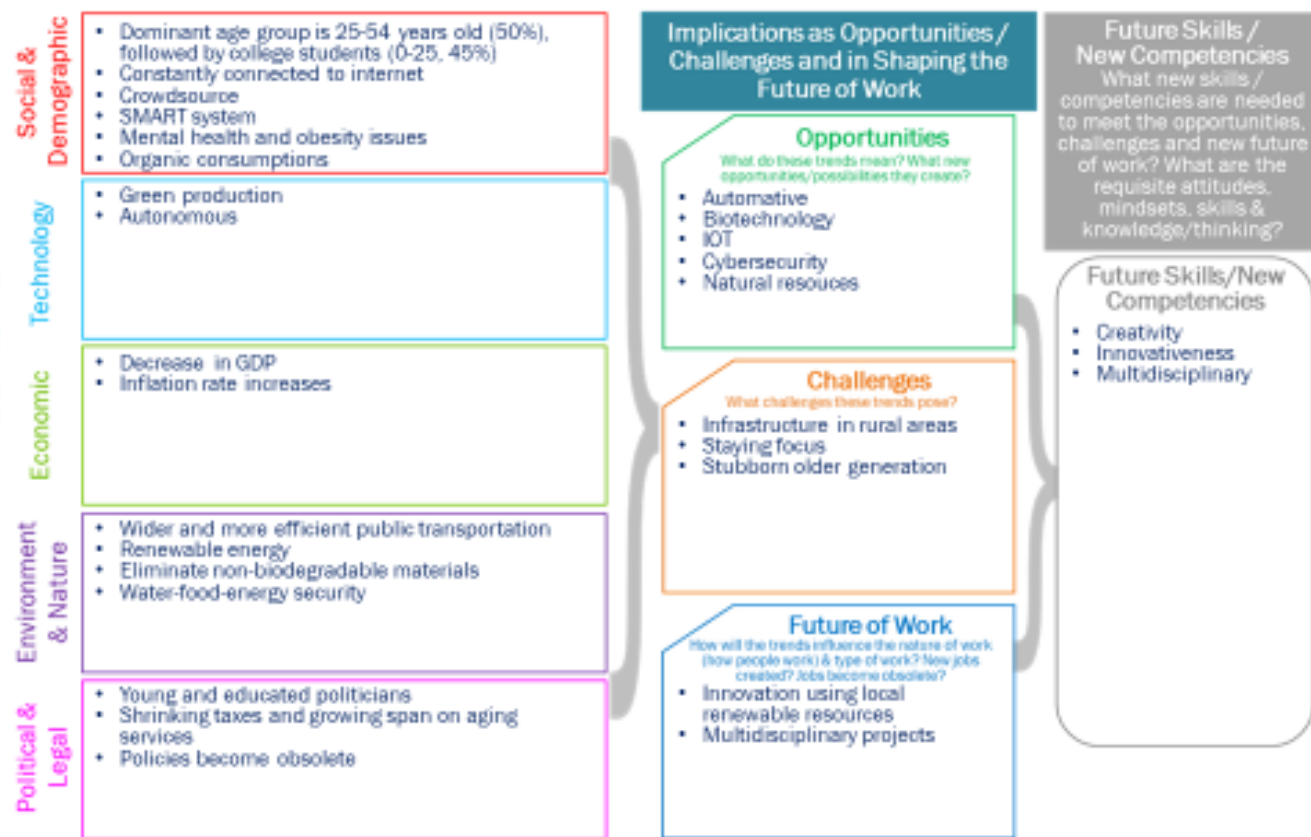 Social &
Demographic
• Dominant age group is 25-54 years old (50%),
followed by college students (0-25, 45%)
• Constantly connected to internet
• Crowdsource
• SMART system
• Mental health and obesity issues
• Organic consumptions
Technology
• Green production
• Autonomous
Economic
• Decrease in GDP
• Inflation rate increases
Environment
& Nature
• Wider and more efficient public transportation
• Renewable energy
• Eliminate non-biodegradable materials
• Water-food-energy security
Political &
Legal
• Young and educated politicians
• Shrinking taxes and growing span on aging
services
• Policies become obsolete
Implications as Opportunities /
Challenges and in Shaping the
Future of Work
Opportunities
What do these trends mean? What new
opportunities/possibilities they create?
• Automative
• Biotechnology
• IOT
• Cybersecurity
• Natural resouces
Challenges
What challenges these trends pose?
• Infrastructure in rural areas
• Staying focus
• Stubborn older generation
Future of Work
How will the trends influence the nature of work
(how people work) & type of work? New jobs
created? Jobs become obsolete?
• Innovation using local
renewable resources
• Multidisciplinary projects
Future Skills /
New Competencies
What new skills /
competencies are needed
to meet the opportunities,
challenges and new future
of work? What are the
requisite attitudes,
mindsets, skills &
knowledge/thinking?
Future Skills/New
Competencies
• Creativity
• Innovativeness
• Multidisciplinary